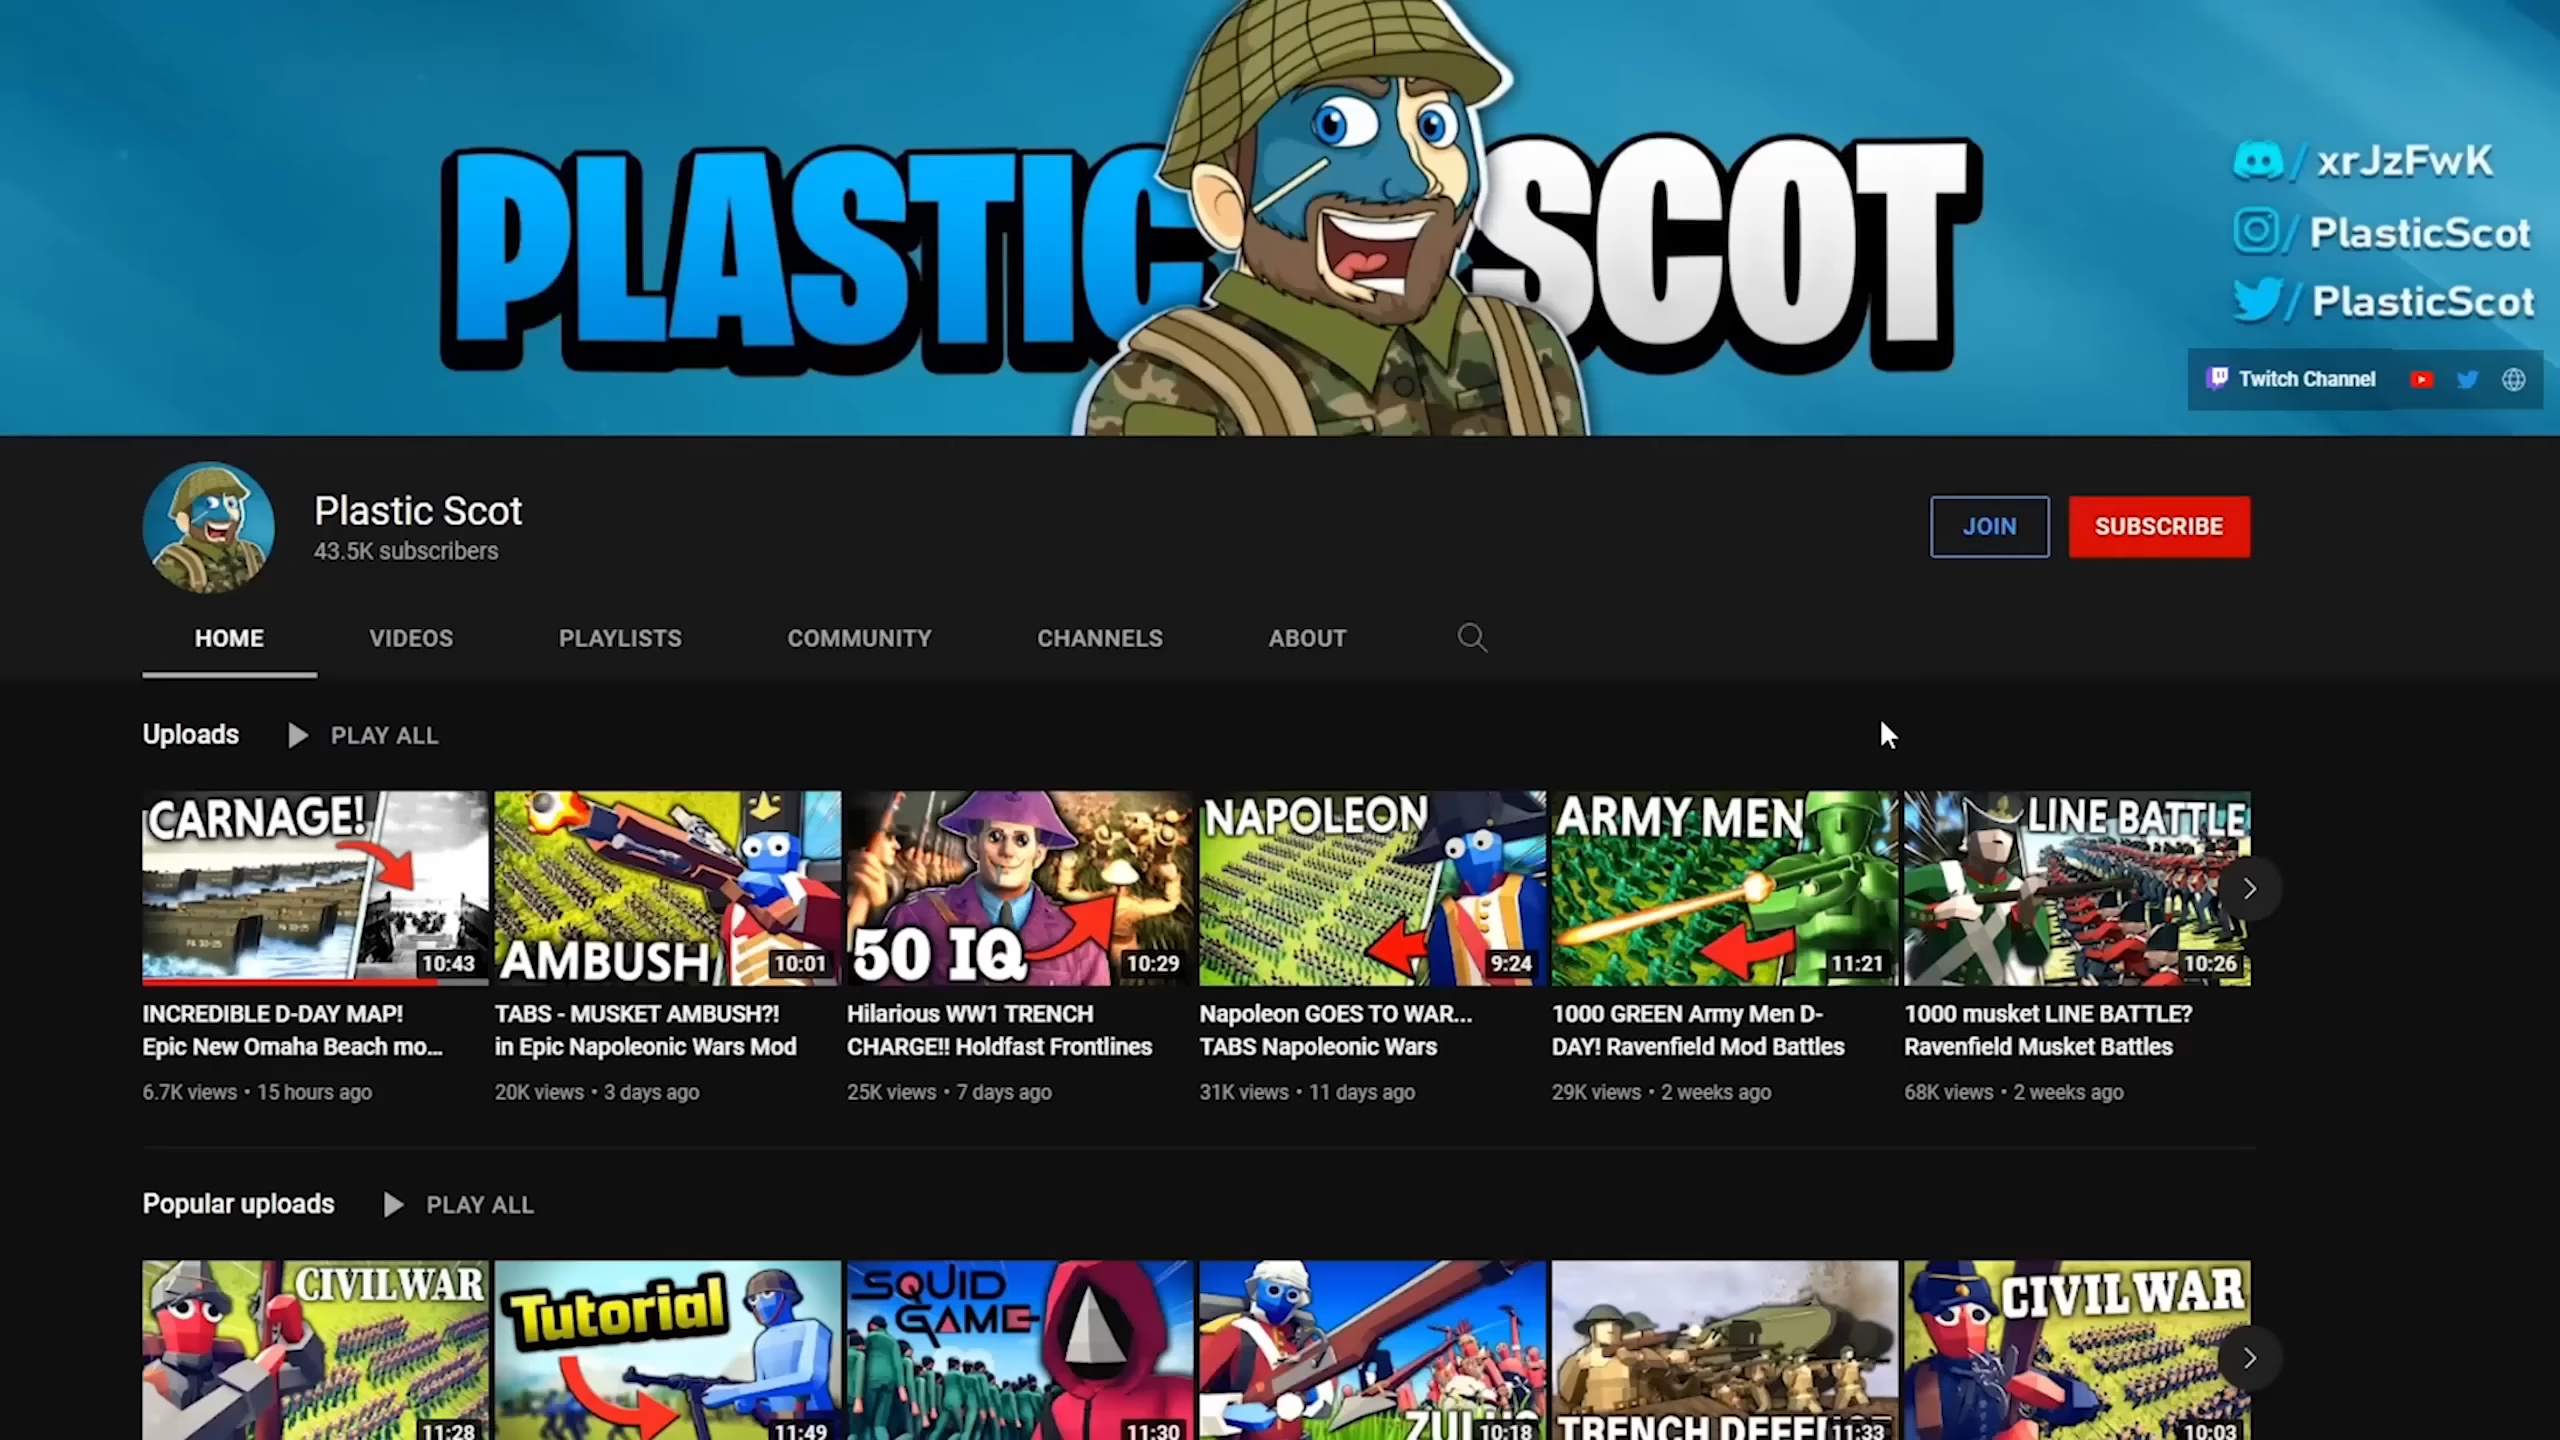 PLASTIC SCOT
/ xrJzFwK
/ PlasticScot
/ PlasticScot
Twitch Channel
Plastic Scot
43.5K subscribers
JOIN
SUBSCRIBE
HOME
VIDEOS
PLAYLISTS
COMMUNITY
CHANNELS
ABOUT
Uploads
PLAY ALL
CARNAGE!
10:43
INCREDIBLE D-DAY MAP!
Epic New Omaha Beach mo...
6.7K views • 15 hours ago
AMBUSH
10:01
TABS - MUSKET AMBUSH?!
in Epic Napoleonic Wars Mod
20K views • 3 days ago
50 IQ
10:29
Hilarious WW1 TRENCH
CHARGE!! Holdfast Frontlines
25K views • 7 days ago
NAPOLEON
9:24
Napoleon GOES TO WAR...
TABS Napoleonic Wars
31K views • 11 days ago
ARMY MEN
11:21
1000 GREEN Army Men D-
DAY! Ravenfield Mod Battles
29K views • 2 weeks ago
LINE BATTLE
10:26
1000 musket LINE BATTLE?
Ravenfield Musket Battles
68K views • 2 weeks ago
Popular uploads
PLAY ALL
CIVIL WAR
11:28
Tutorial
11:49
SQUID
GAME
11:30
10:18
TRENCH
11:33
CIVIL WAR
10:03